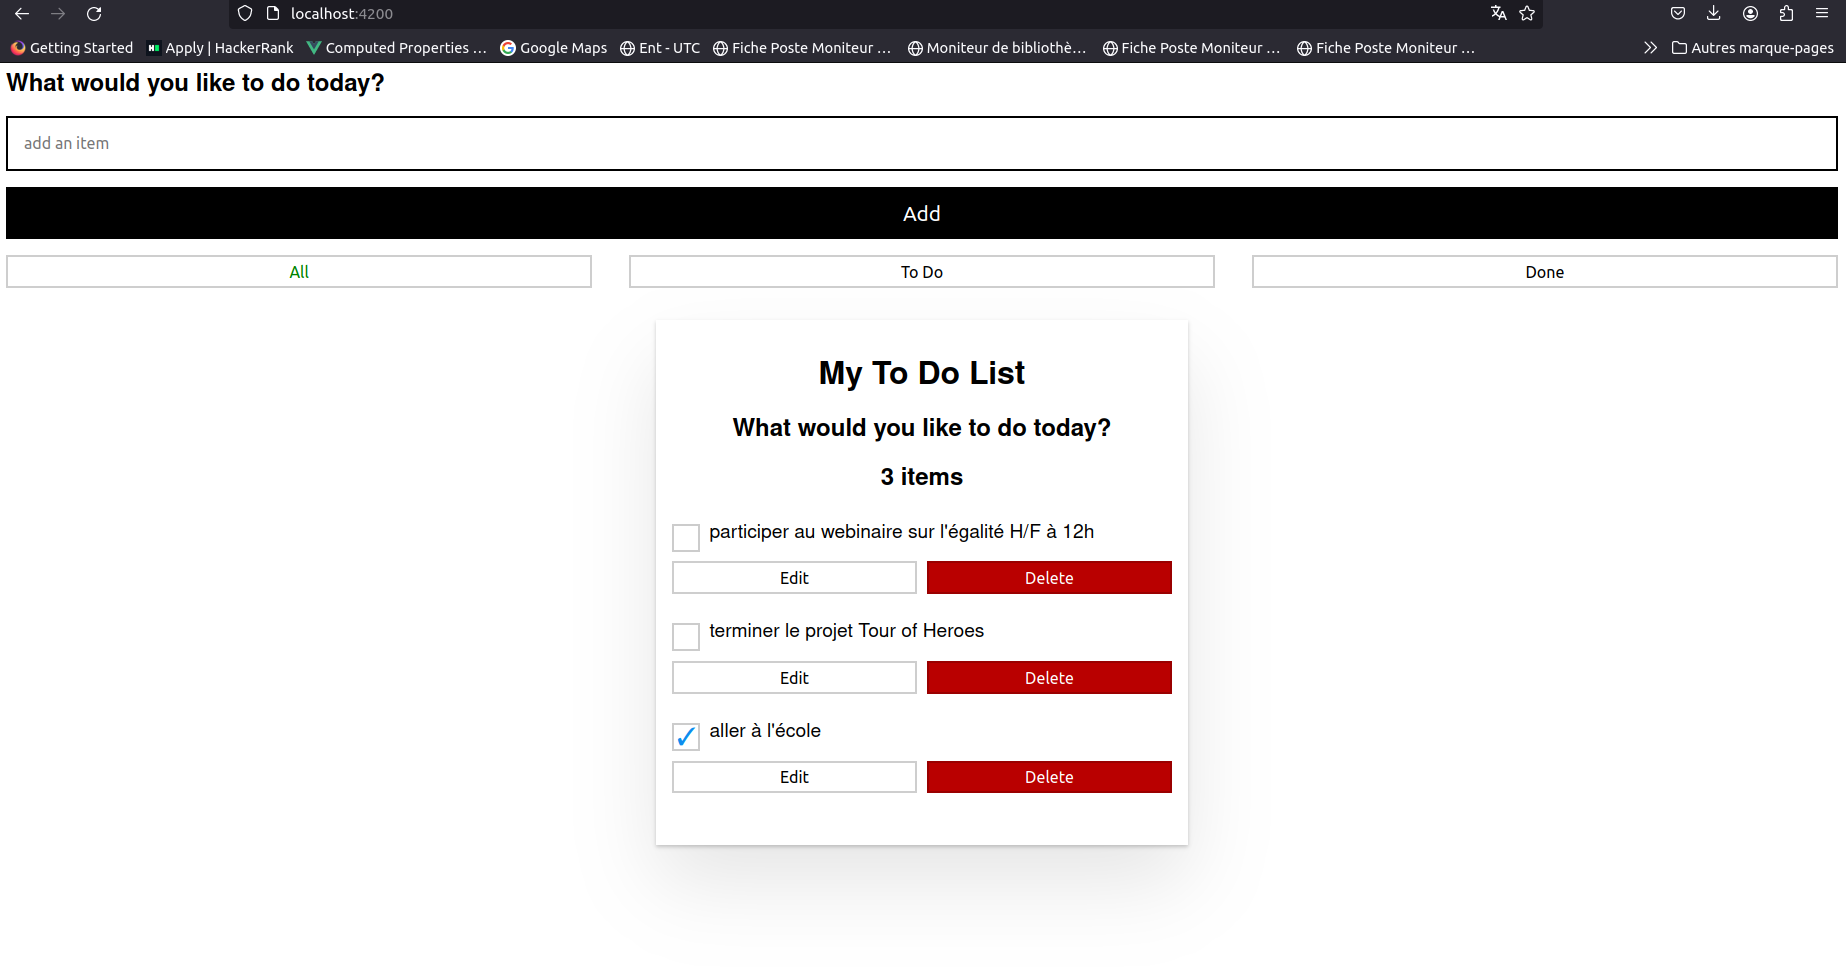 localhost:4200
Getting Started Apply | HackerRank Computed Properties ... Google Maps Ent - UTC Fiche Poste Moniteur ... Moniteur de bibliothè... Fiche Poste Moniteur ... Fiche Poste Moniteur ... Autres marque-pages
What would you like to do today?
add an item
Add
All To Do Done
My To Do List
What would you like to do today?
3 items
participer au webinaire sur l'égalité H/F à 12h
Edit Delete
terminer le projet Tour of Heroes
Edit Delete
aller à l'école
Edit Delete